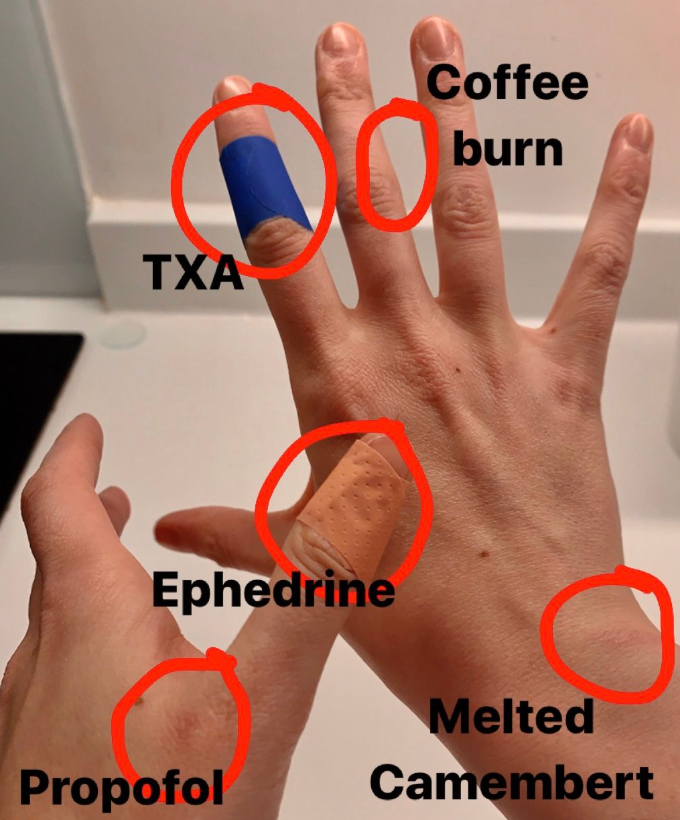 Coffee
burn
TXA
Ephedrine
Melted
Camembert
Propofol